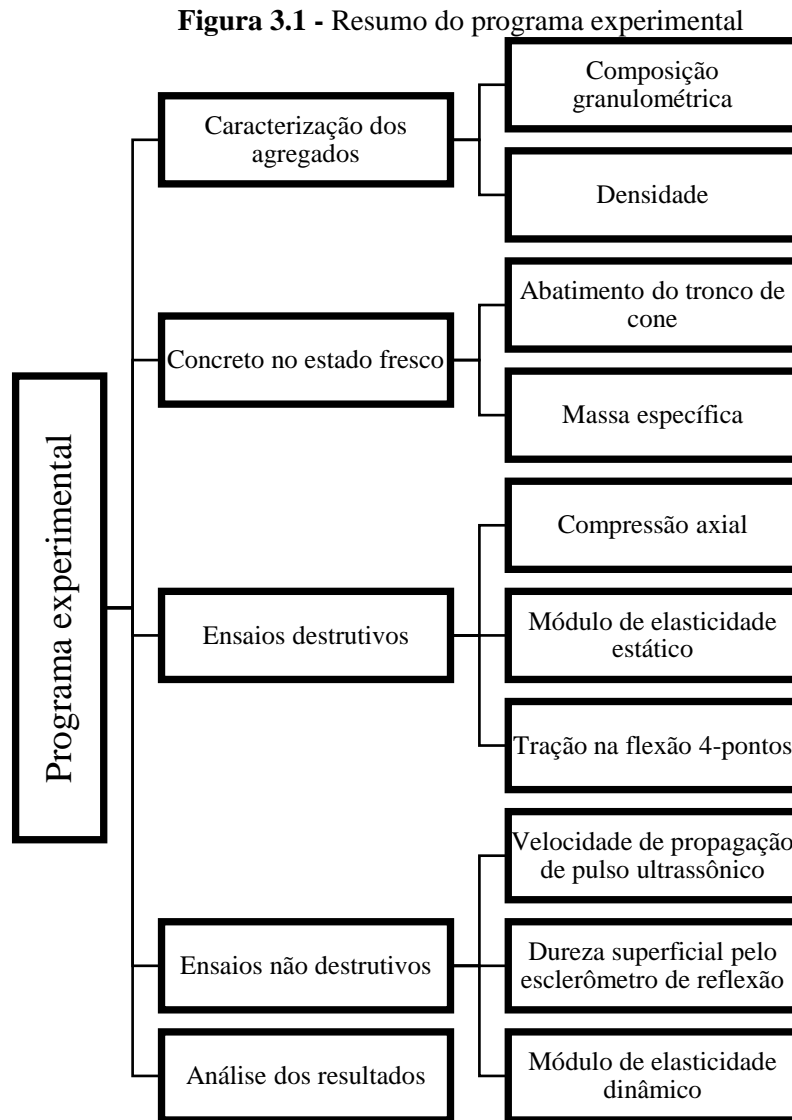 Figura 3.1 - Resumo do programa experimental
Programa experimental
Caracterização dos
agregados
Composição
granulométrica
Densidade
Concreto no estado fresco
Abatimento do tronco de
cone
Massa específica
Ensaios destrutivos
Compressão axial
Módulo de elasticidade
estático
Tração na flexão 4-pontos
Ensaios não destrutivos
Velocidade de propagação
de pulso ultrassônico
Dureza superficial pelo
esclerômetro de reflexão
Módulo de elasticidade
dinâmico
Análise dos resultados